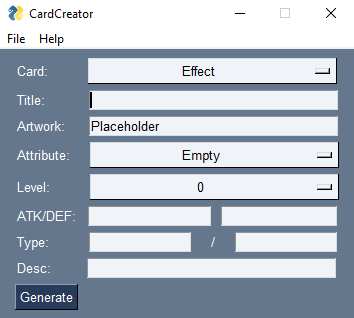 CardCreator
File Help
Card: Effect
Title:
Artwork: Placeholder
Attribute: Empty
Level: 0
ATK/DEF:
Type: /
Desc:
Generate